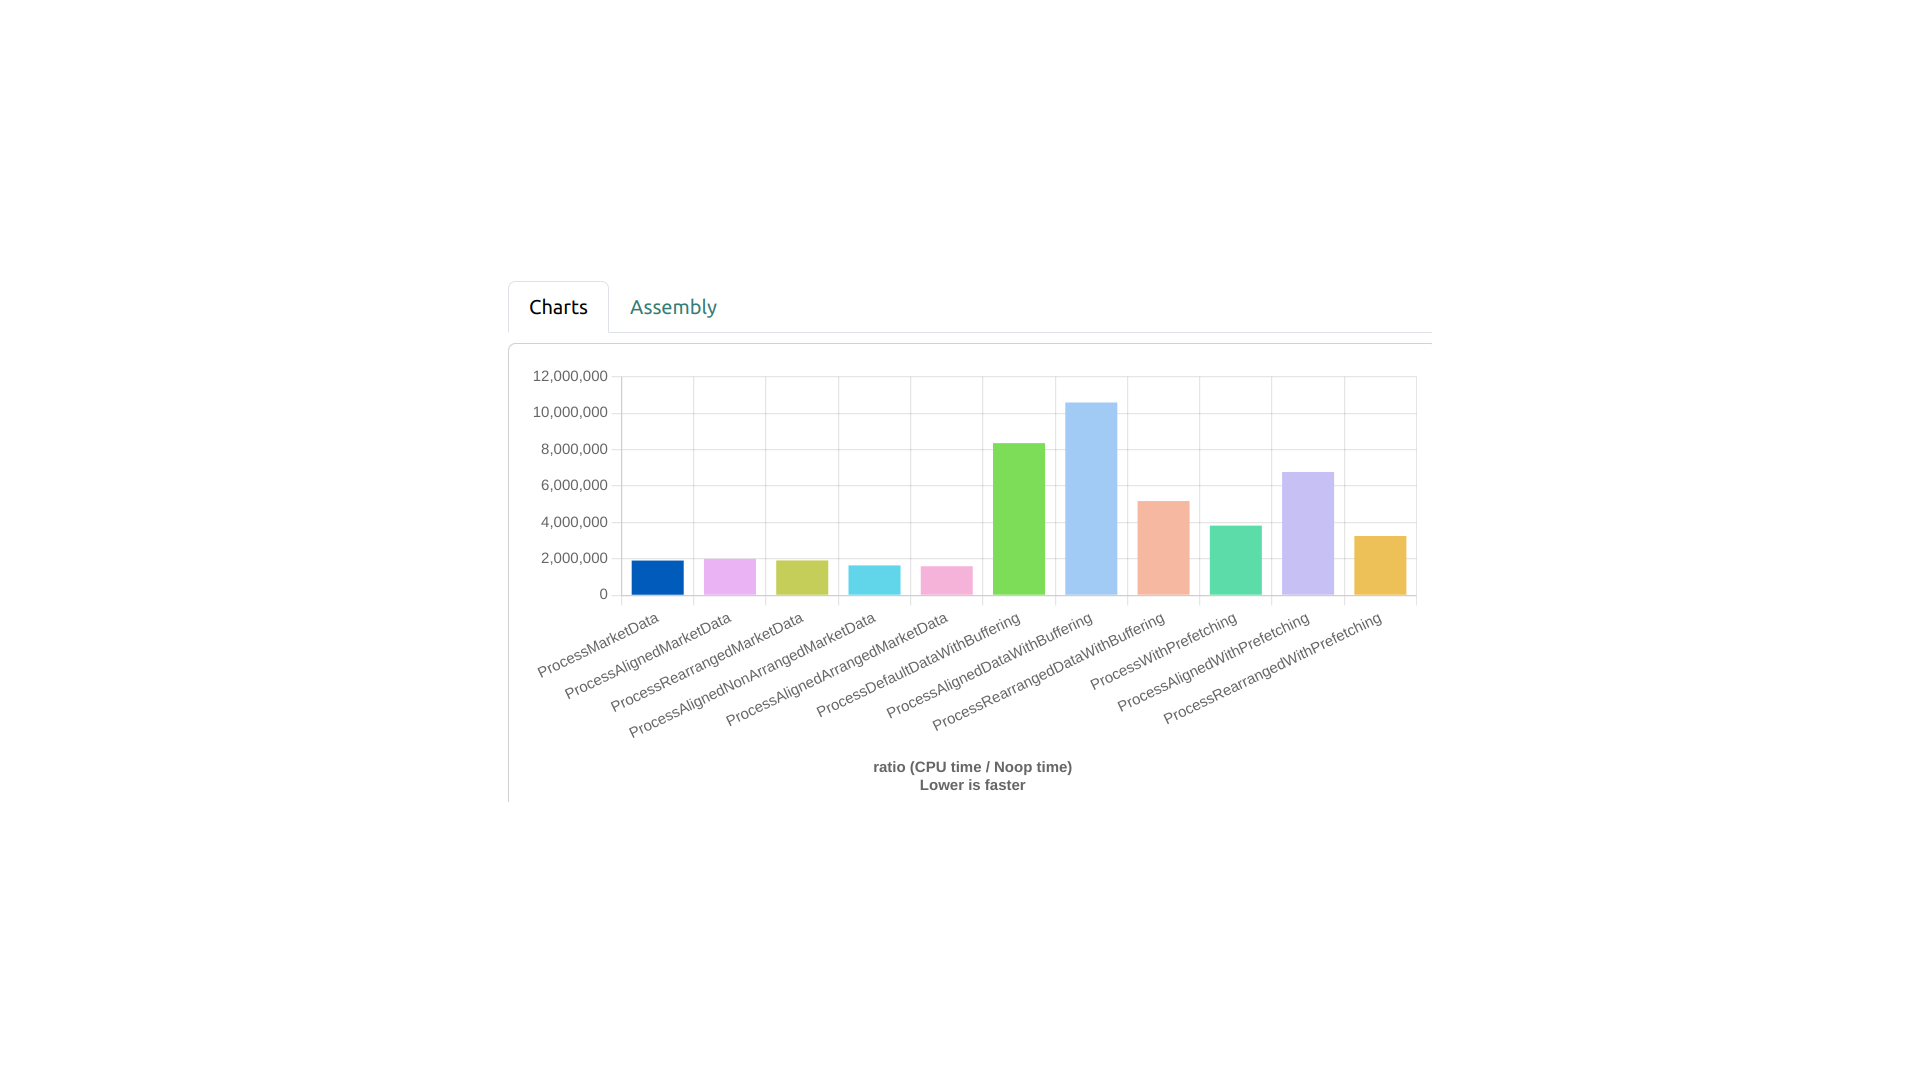 Charts
Assembly
12,000,000
10,000,000
8,000,000
6,000,000
4,000,000
2,000,000
0
ProcessMarketData
ProcessAlignedMarketData
ProcessRearrangedMarketData
ProcessAlignedNonArrangedMarketData
ProcessAlignedArrangedMarketData
ProcessDefaultDataWithBuffering
ProcessAlignedDataWithBuffering
ProcessRearrangedDataWithBuffering
ProcessWithPrefetching
ProcessAlignedWithPrefetching
ProcessRearrangedWithPrefetching
ratio (CPU time / Noop time)
Lower is faster